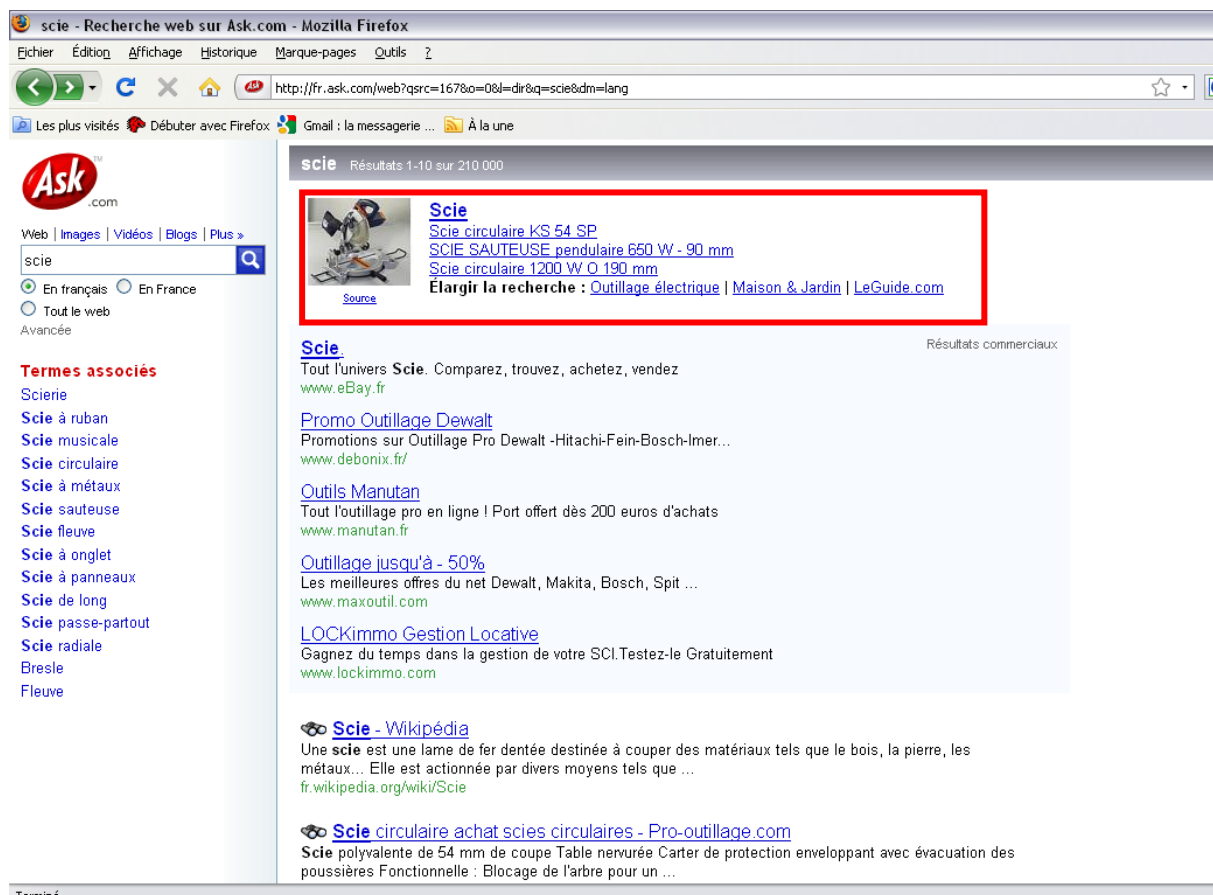 scie - Recherche web sur Ask.com - Mozilla Firefox
Fichier Édition Affichage Historique Marque-pages Outils ?
http://fr.ask.com/web?qsrc=167&o=0&l=dir&q=scie&dm=lang
Les plus visités Débuter avec Firefox Gmail : la messagerie ... À la une
Ask™.com
Web | Images | Vidéos | Blogs | Plus »
scie
En français En France
Tout le web
Avancée
Termes associés
Scierie
Scie à ruban
Scie musicale
Scie circulaire
Scie à métaux
Scie sauteuse
Scie fleuve
Scie à onglet
Scie à panneaux
Scie de long
Scie passe-partout
Scie radiale
Bresle
Fleuve
scie Résultats 1-10 sur 210 000
Source
Scie
Scie circulaire KS 54 SP
SCIE SAUTEUSE pendulaire 650 W - 90 mm
Scie circulaire 1200 W O 190 mm
Élargir la recherche : Outillage électrique | Maison & Jardin | LeGuide.com
Résultats commerciaux
Scie.
Tout l'univers Scie. Comparez, trouvez, achetez, vendez
www.eBay.fr
Promo Outillage Dewalt
Promotions sur Outillage Pro Dewalt -Hitachi-Fein-Bosch-Imer...
www.debonix.fr/
Outils Manutan
Tout l'outillage pro en ligne ! Port offert dès 200 euros d'achats
www.manutan.fr
Outillage jusqu'à - 50%
Les meilleures offres du net Dewalt, Makita, Bosch, Spit ...
www.maxoutil.com
LOCKimmo Gestion Locative
Gagnez du temps dans la gestion de votre SCI.Testez-le Gratuitement
www.lockimmo.com
Scie - Wikipédia
Une scie est une lame de fer dentée destinée à couper des matériaux tels que le bois, la pierre, les
métaux... Elle est actionnée par divers moyens tels que ...
fr.wikipedia.org/wiki/Scie
Scie circulaire achat scies circulaires - Pro-outillage.com
Scie polyvalente de 54 mm de coupe Table nervurée Carter de protection enveloppant avec évacuation des
poussières Fonctionnelle : Blocage de l'arbre pour un ...